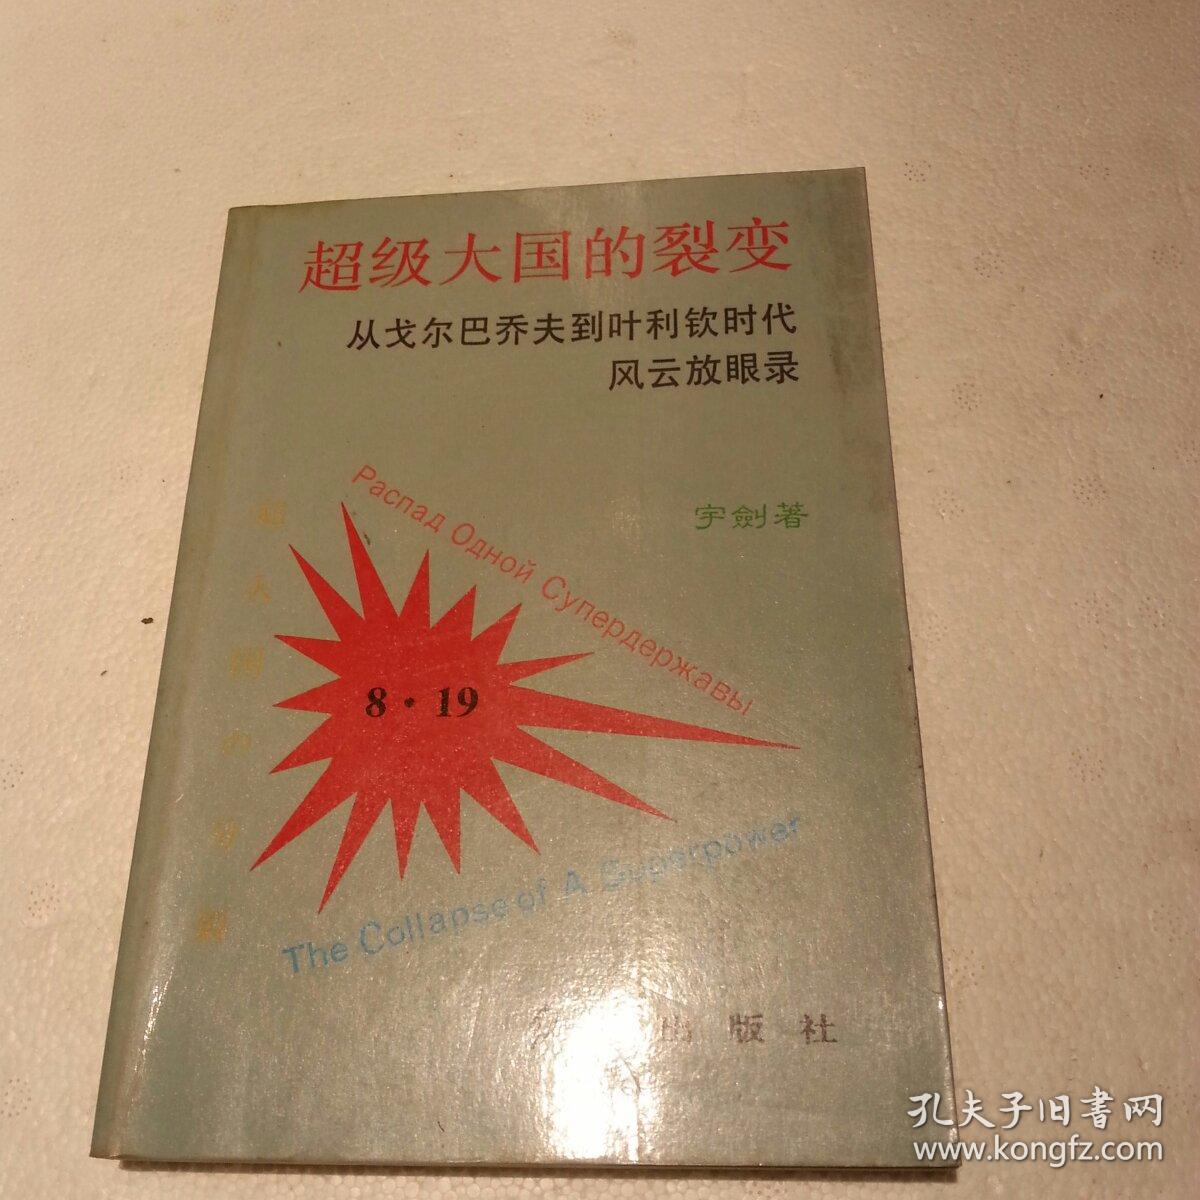 超级大国的裂变
从戈尔巴乔夫到叶利钦时代
风云放眼录
宇劍著
Распад Одной Супердержавы
8·19
The Collapse of A Superpower
出版社
孔夫子旧書网
www.kongfz.com